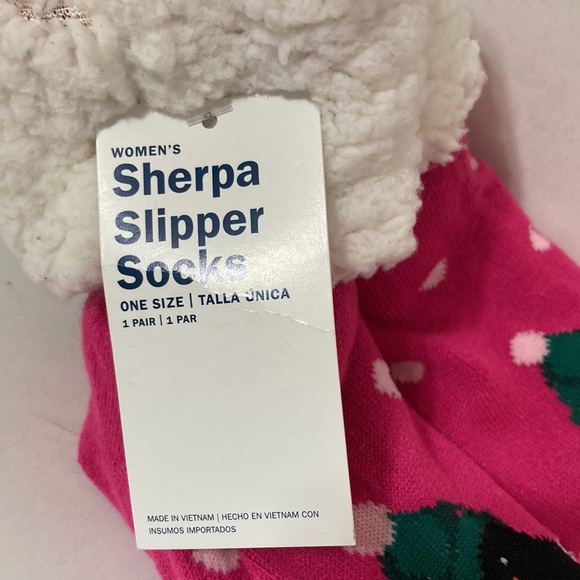 WOMEN'S
Sherpa
Slipper
Socks
ONE SIZE | TALLA ÚNICA
1 PAIR | 1 PAR
MADE IN VIETNAM | HECHO EN VIETNAM CON
INSUMOS IMPORTADOS